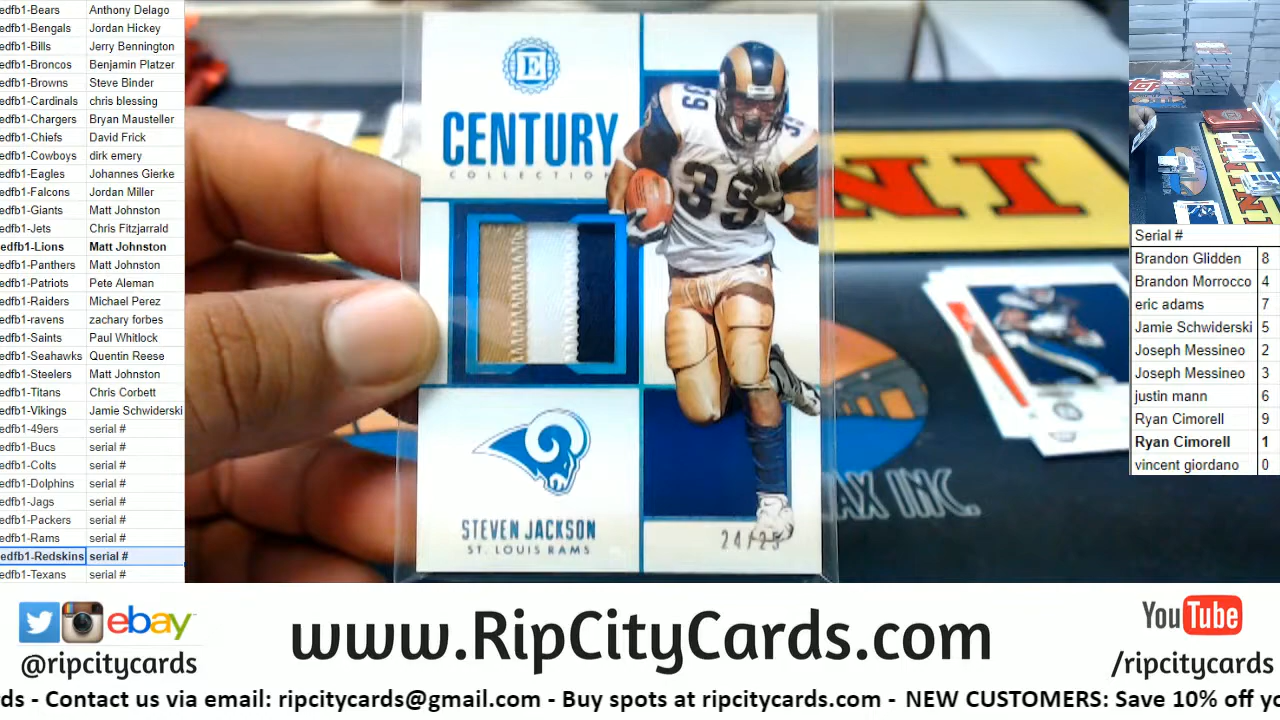 edfb1-Bears Anthony Delago
edfb1-Bengals Jordan Hickey
edfb1-Bills Jerry Bennington
edfb1-Broncos Benjamin Platzer
edfb1-Browns Steve Binder
edfb1-Cardinals chris blessing
edfb1-Chargers Bryan Mausteller
edfb1-Chiefs David Frick
edfb1-Cowboys dirk emery
edfb1-Eagles Johannes Gierke
edfb1-Falcons Jordan Miller
edfb1-Giants Matt Johnston
edfb1-Jets Chris Fitzjarrald
edfb1-Lions Matt Johnston
edfb1-Panthers Matt Johnston
edfb1-Patriots Pete Aleman
edfb1-Raiders Michael Perez
edfb1-ravens zachary forbes
edfb1-Saints Paul Whitlock
edfb1-Seahawks Quentin Reese
edfb1-Steelers Matt Johnston
edfb1-Titans Chris Corbett
edfb1-Vikings Jamie Schwiderski
edfb1-49ers serial #
edfb1-Bucs serial #
edfb1-Colts serial #
edfb1-Dolphins serial #
edfb1-Jags serial #
edfb1-Packers serial #
edfb1-Rams serial #
edfb1-Redskins serial #
edfb1-Texans serial #
E
CENTURY
COLLECTION
39
39
39
STEVEN JACKSON
ST. LOUIS RAMS
24/25
NI
AX INC.
Serial #
Brandon Glidden 8
Brandon Morrocco 4
eric adams 7
Jamie Schwiderski 5
Joseph Messineo 2
Joseph Messineo 3
justin mann 6
Ryan Cimorell 9
Ryan Cimorell 1
vincent giordano 0
ebay
@ripcitycards
www.RipCityCards.com
YouTube
/ripcitycards
ds - Contact us via email: ripcitycards@gmail.com - Buy spots at ripcitycards.com - NEW CUSTOMERS: Save 10% off yo